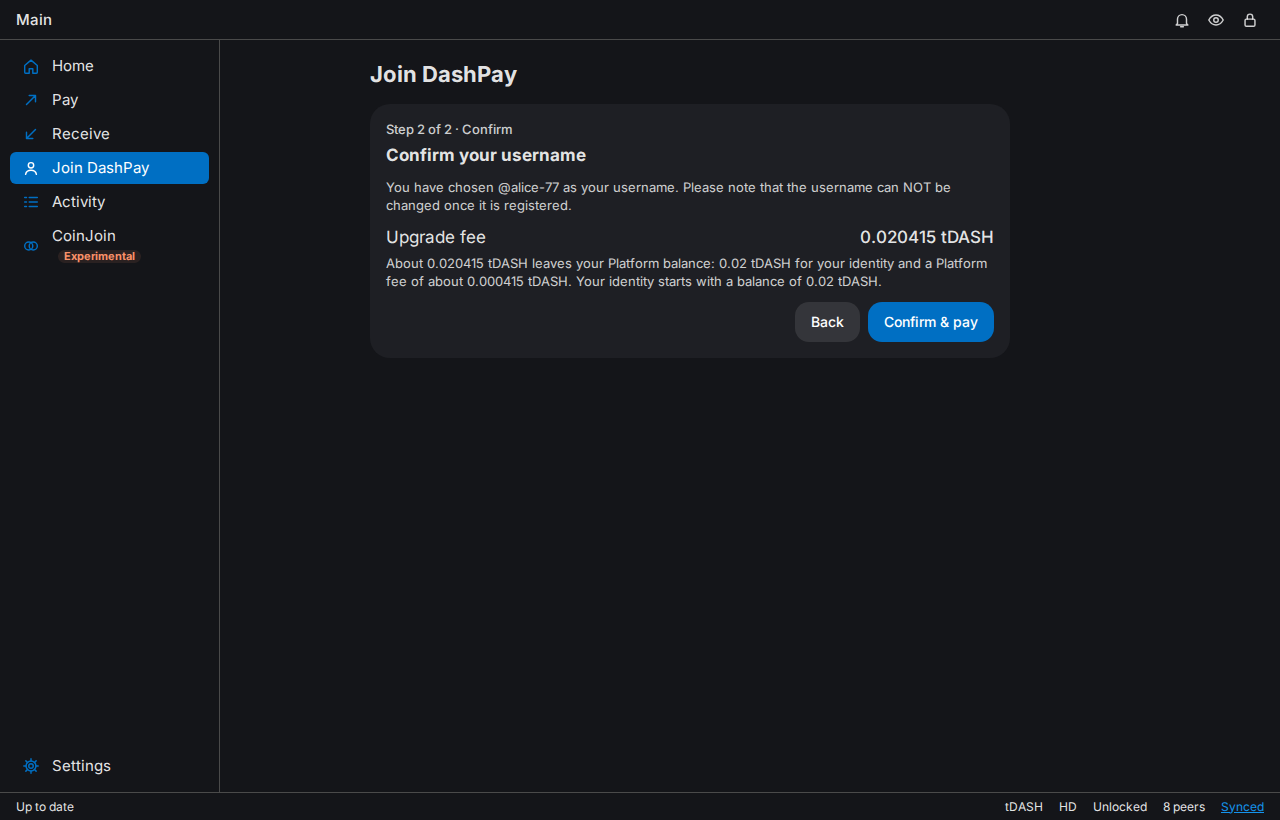 Main
Home
Pay
Receive
Join DashPay
Activity
CoinJoin
Experimental
Settings
Join DashPay
Step 2 of 2 · Confirm
Confirm your username
You have chosen @alice-77 as your username. Please note that the username can NOT be
changed once it is registered.
Upgrade fee 0.020415 tDASH
About 0.020415 tDASH leaves your Platform balance: 0.02 tDASH for your identity and a Platform
fee of about 0.000415 tDASH. Your identity starts with a balance of 0.02 tDASH.
Back Confirm & pay
Up to date tDASH HD Unlocked 8 peers Synced